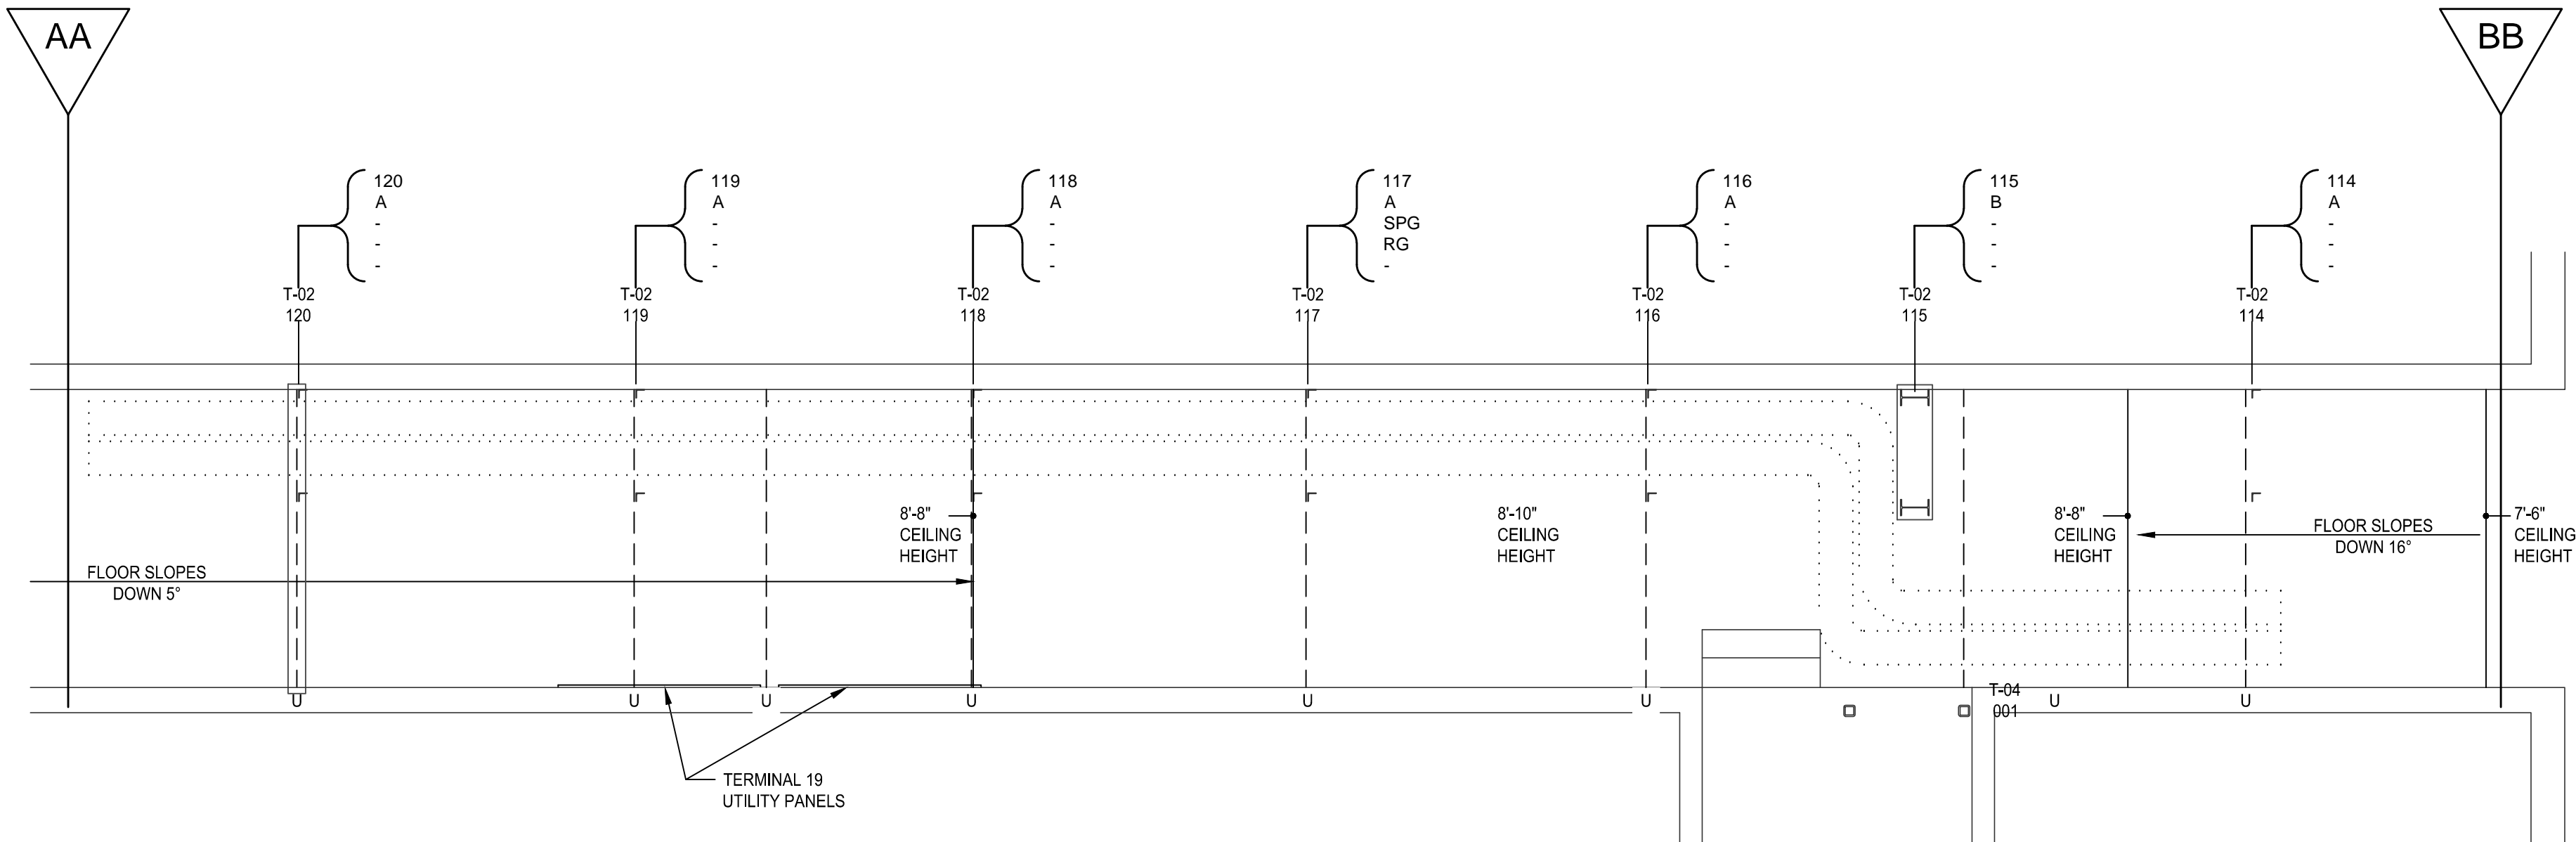 AA
BB
120
A
-
-
-
119
A
-
-
-
118
A
-
-
-
117
A
SPG
RG
-
116
A
-
-
-
115
B
-
-
-
114
A
-
-
-
T-02
120
T-02
119
T-02
118
T-02
117
T-02
116
T-02
115
T-02
114
8'-8"
CEILING
HEIGHT
8'-10"
CEILING
HEIGHT
8'-8"
CEILING
HEIGHT
FLOOR SLOPES
DOWN 16°
7'-6"
CEILING
HEIGHT
FLOOR SLOPES
DOWN 5°
U
U
U
U
U
U
T-04
001
U
U
TERMINAL 19
UTILITY PANELS